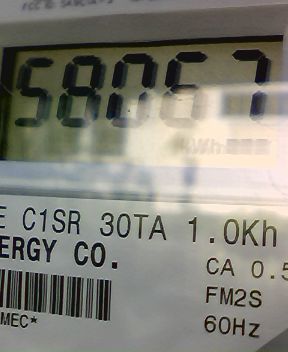 58067
kWh
E C1SR 30TA 1.0Kh
ERGY CO.
CA 0.5
FM2S
MEC*
60Hz